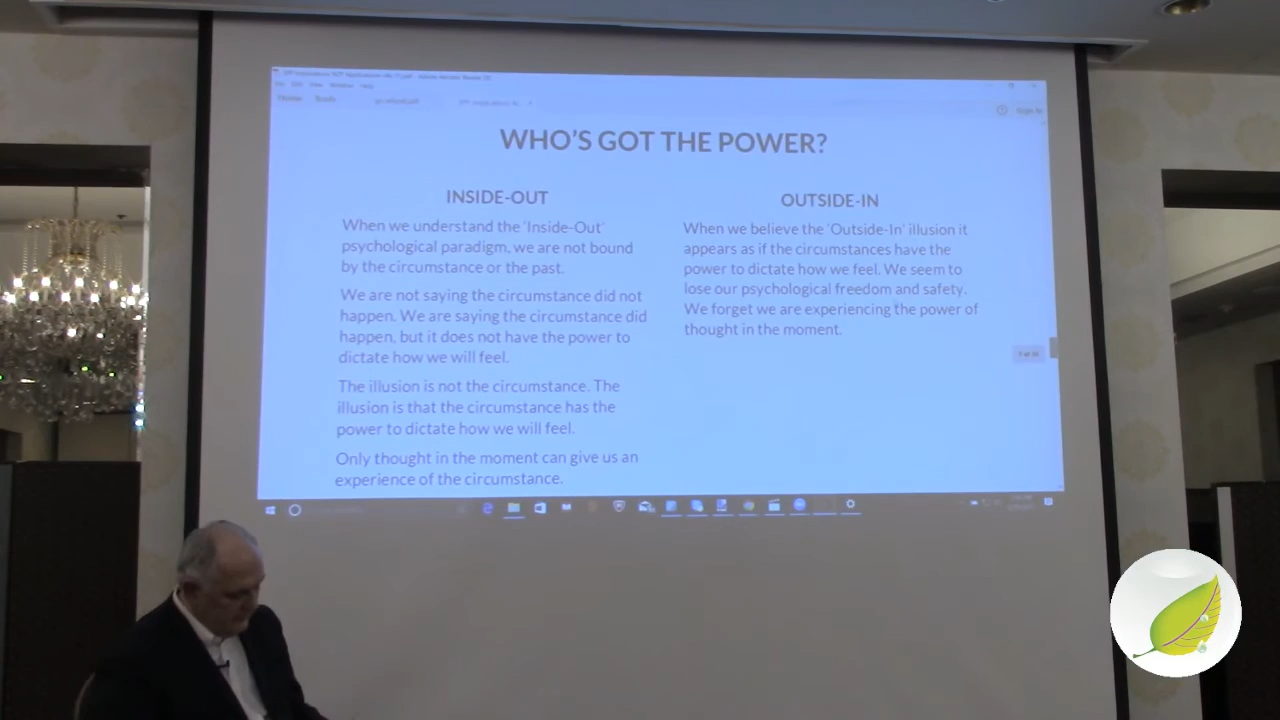 Home Tools
Sign In
WHO'S GOT THE POWER?
INSIDE-OUT
When we understand the 'Inside-Out'
psychological paradigm, we are not bound
by the circumstance or the past.
We are not saying the circumstance did not
happen. We are saying the circumstance did
happen, but it does not have the power to
dictate how we will feel.
The illusion is not the circumstance. The
illusion is that the circumstance has the
power to dictate how we will feel.
Only thought in the moment can give us an
experience of the circumstance.
OUTSIDE-IN
When we believe the 'Outside-In' illusion it
appears as if the circumstances have the
power to dictate how we feel. We seem to
lose our psychological freedom and safety.
We forget we are experiencing the power of
thought in the moment.